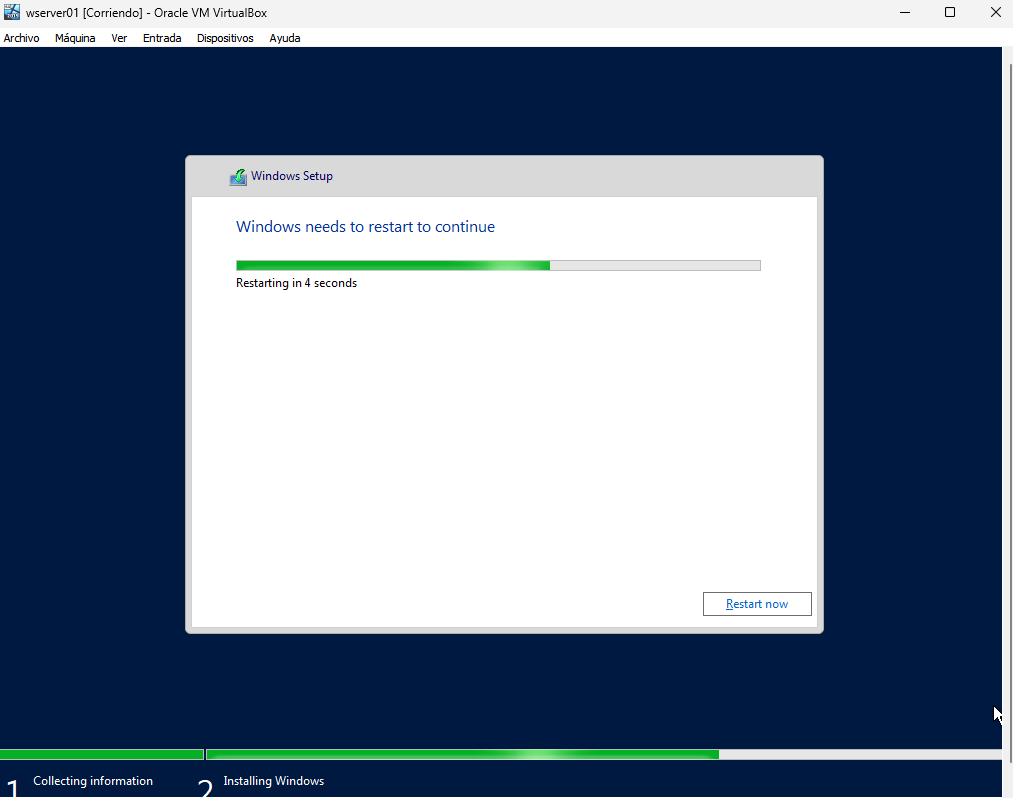 wserver01 [Corriendo] - Oracle VM VirtualBox
Archivo Máquina Ver Entrada Dispositivos Ayuda
Windows Setup
Windows needs to restart to continue
Restarting in 4 seconds
Restart now
1 Collecting information 2 Installing Windows